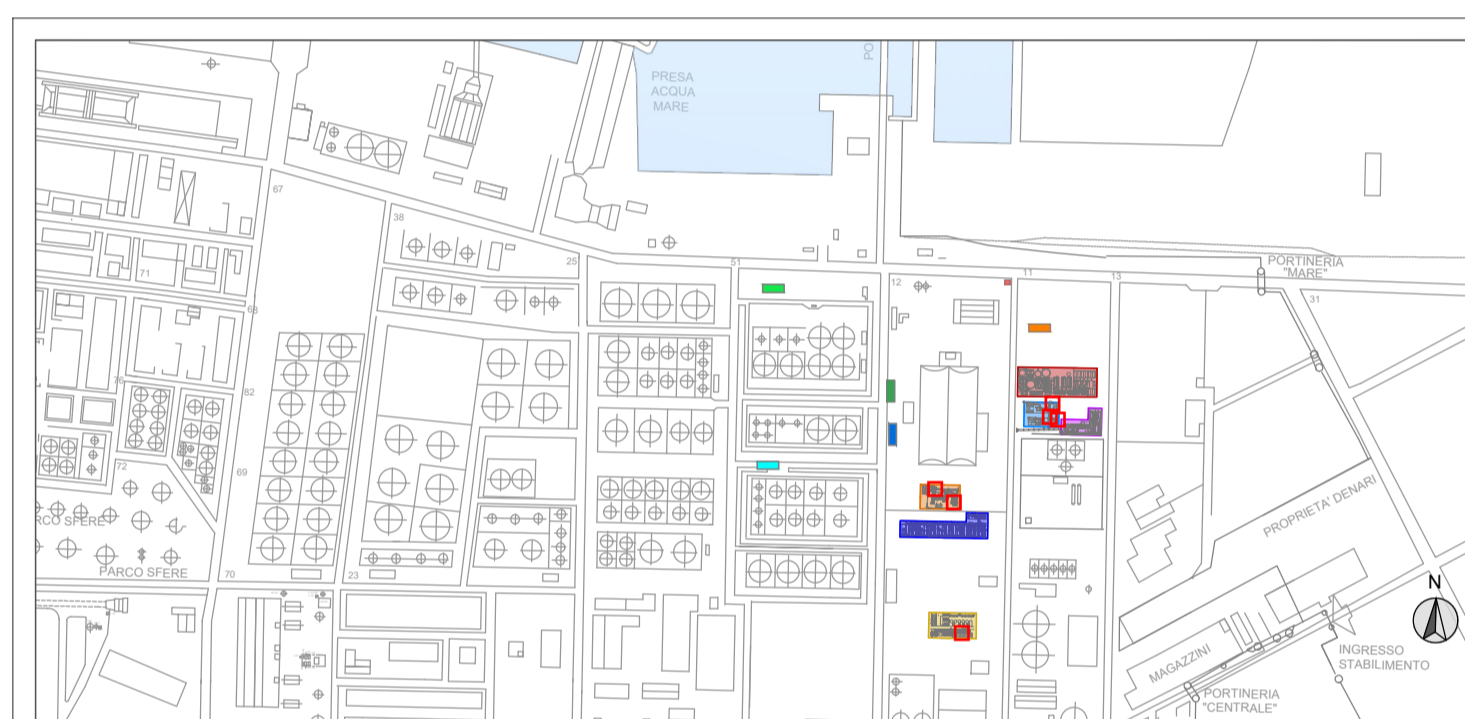 PRESA
ACQUA
MARE
PO
67
38
25
51
12
11
13
PORTINERIA
"MARE"
31
71
68
76
82
72
69
RCO SFERE
PARCO SFERE
70
23
PROPRIETA' DENARI
N
MAGAZZINI
INGRESSO
STABILIMENTO
PORTINERIA
"CENTRALE"